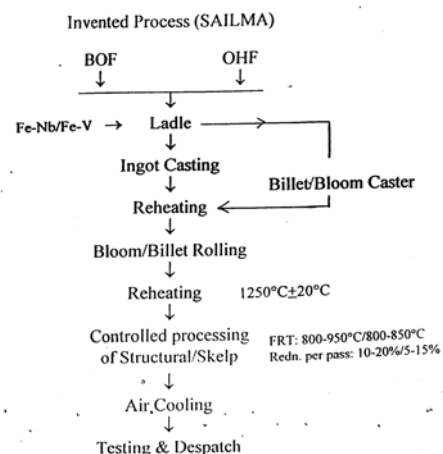 Invented Process (SAILMA)
BOF OHF
Fe-Nb/Fe-V → Ladle
Ingot Casting
Billet/Bloom Caster
Reheating
Bloom/Billet Rolling
Reheating 1250°C±20°C
Controlled processing FRT: 800-950°C/800-850°C
of Structural/Skelp Redn. per pass: 10-20%/5-15%
Air Cooling
Testing & Despatch